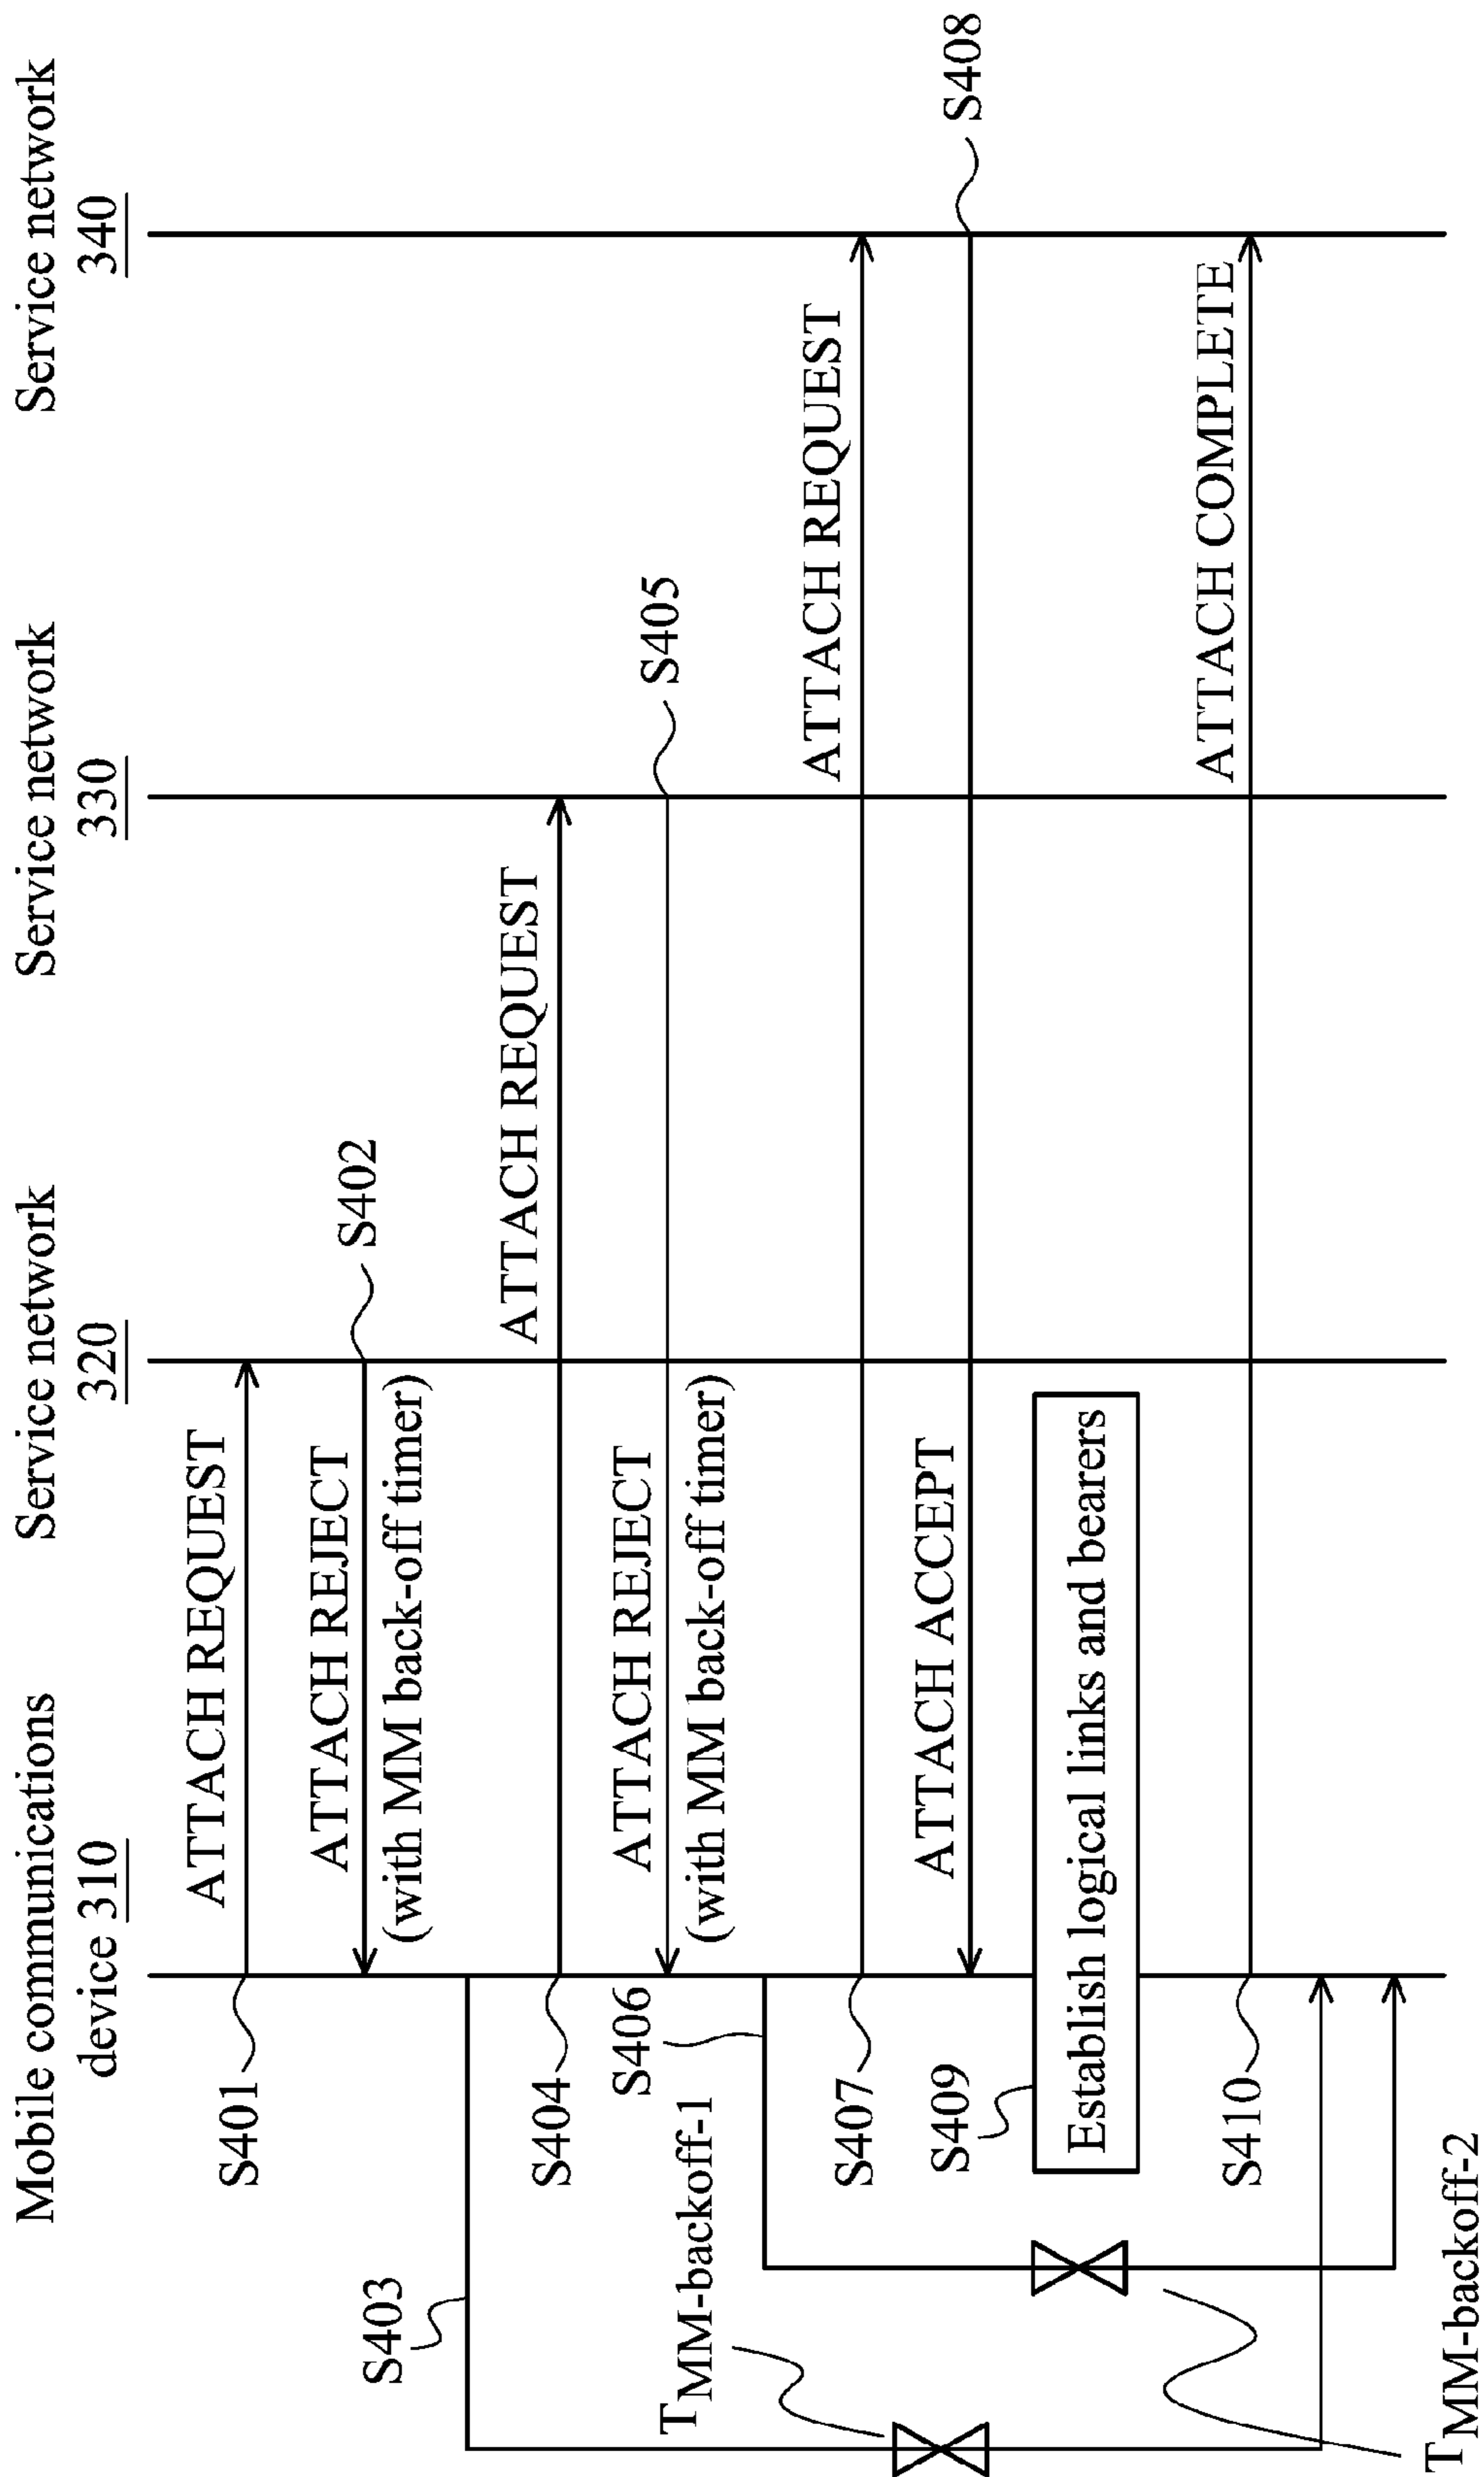 Mobile communications
device 310
Service network
320
Service network
330
Service network
340
S401
ATTACH REQUEST
ATTACH REJECT
(with MM back-off timer)
S402
S403
S404
ATTACH REQUEST
ATTACH REJECT
(with MM back-off timer)
S405
S406
TMM-backoff-1
S407
ATTACH REQUEST
ATTACH ACCEPT
S408
S409
Establish logical links and bearers
S410
ATTACH COMPLETE
TMM-backoff-2